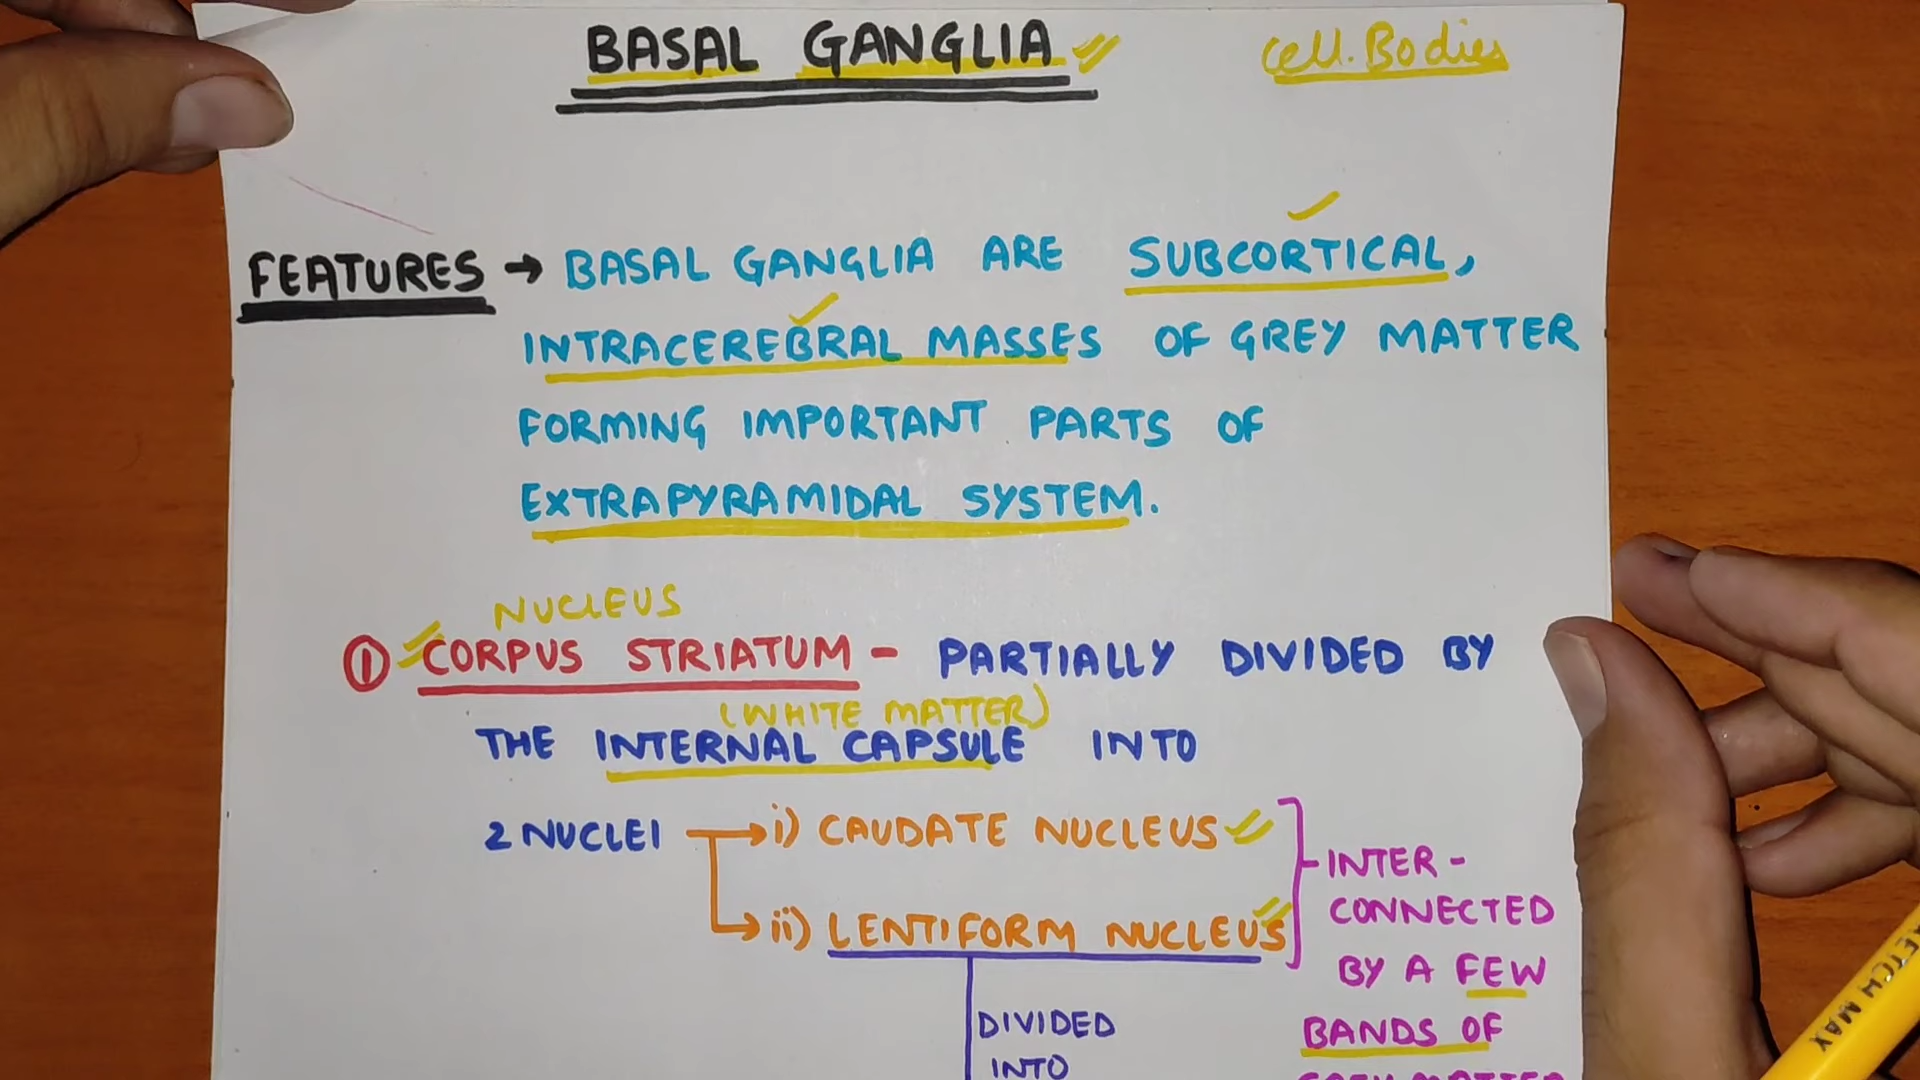 BASAL GANGLIA
Cell.Bodies
FEATURES → BASAL GANGLIA ARE SUBCORTICAL,
INTRACEREBRAL MASSES OF GREY MATTER
FORMING IMPORTANT PARTS OF
EXTRAPYRAMIDAL SYSTEM.
NUCLEUS
① CORPUS STRIATUM - PARTIALLY DIVIDED BY
(WHITE MATTER)
THE INTERNAL CAPSULE INTO
2 NUCLEI → i) CAUDATE NUCLEUS
ii) LENTIFORM NUCLEUS
INTER-
CONNECTED
BY A FEW
BANDS OF
DIVIDED
INTO